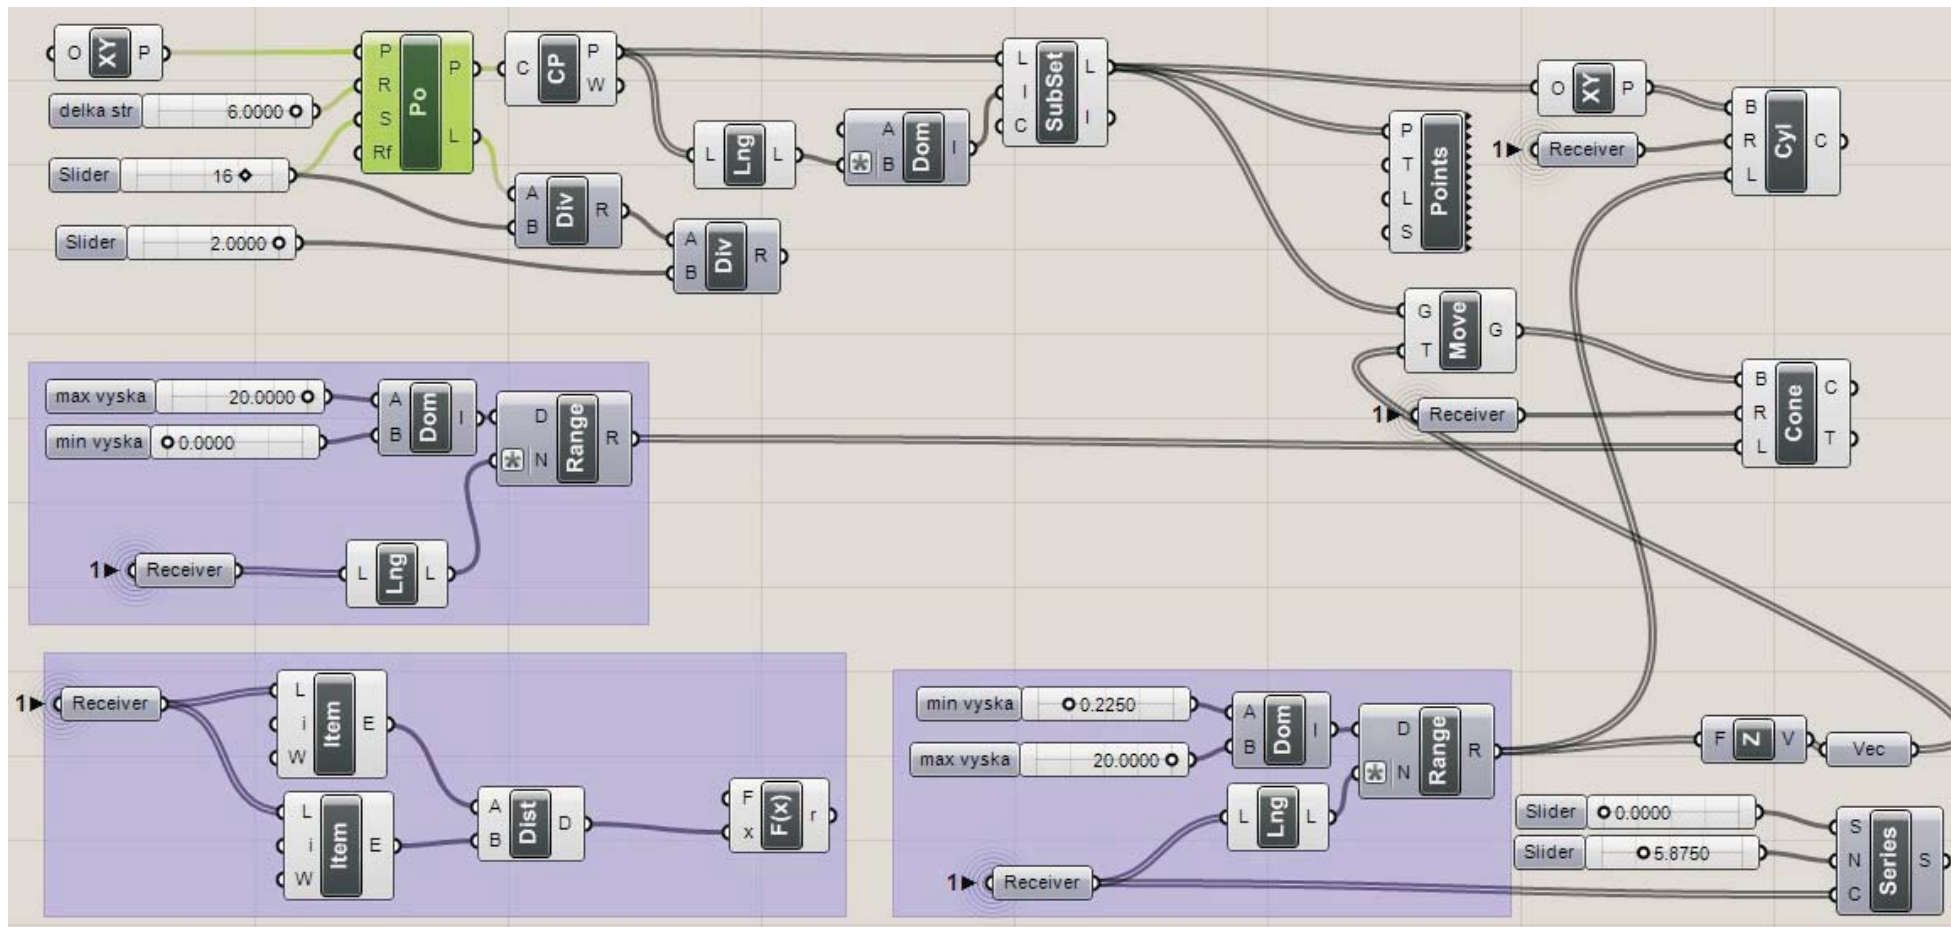 O XY P
P R S Rf Po P L
C CP P W
L I C SubSet L I
O XY P
delka str 6.0000
Slider 16
Slider 2.0000
A B Div R
A B Div R
L Lng L
A * B Dom I
P T L S Points
1 Receiver
B R L Cyl C
G T Move G
1 Receiver
B R L Cone C T
max vyska 20.0000
min vyska 0.0000
A B Dom I
D * N Range R
1 Receiver
L Lng L
1 Receiver
L i W Item E
L i W Item E
A B Dist D
F x F(x) r
min vyska 0.2250
max vyska 20.0000
A B Dom I
D * N Range R
L Lng L
1 Receiver
F Z V
Vec
Slider 0.0000
Slider 5.8750
S N C Series S